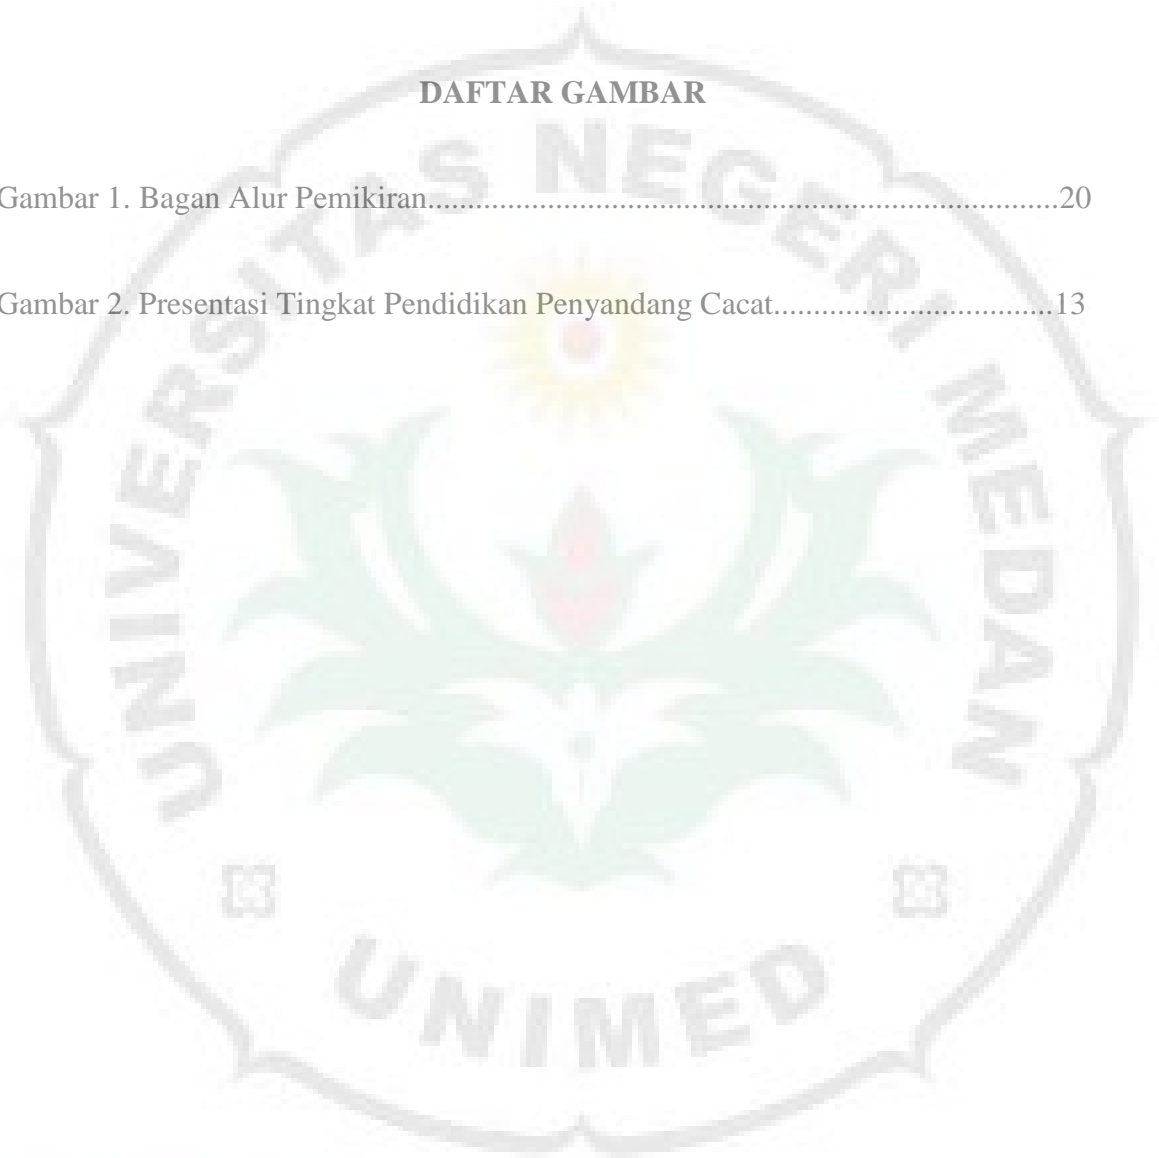 DAFTAR GAMBAR
UNIVERSITAS NEGERI MEDAN
Gambar 1. Bagan Alur Pemikiran...............................................................................20
Gambar 2. Presentasi Tingkat Pendidikan Penyandang Cacat...................................13
UNIMED